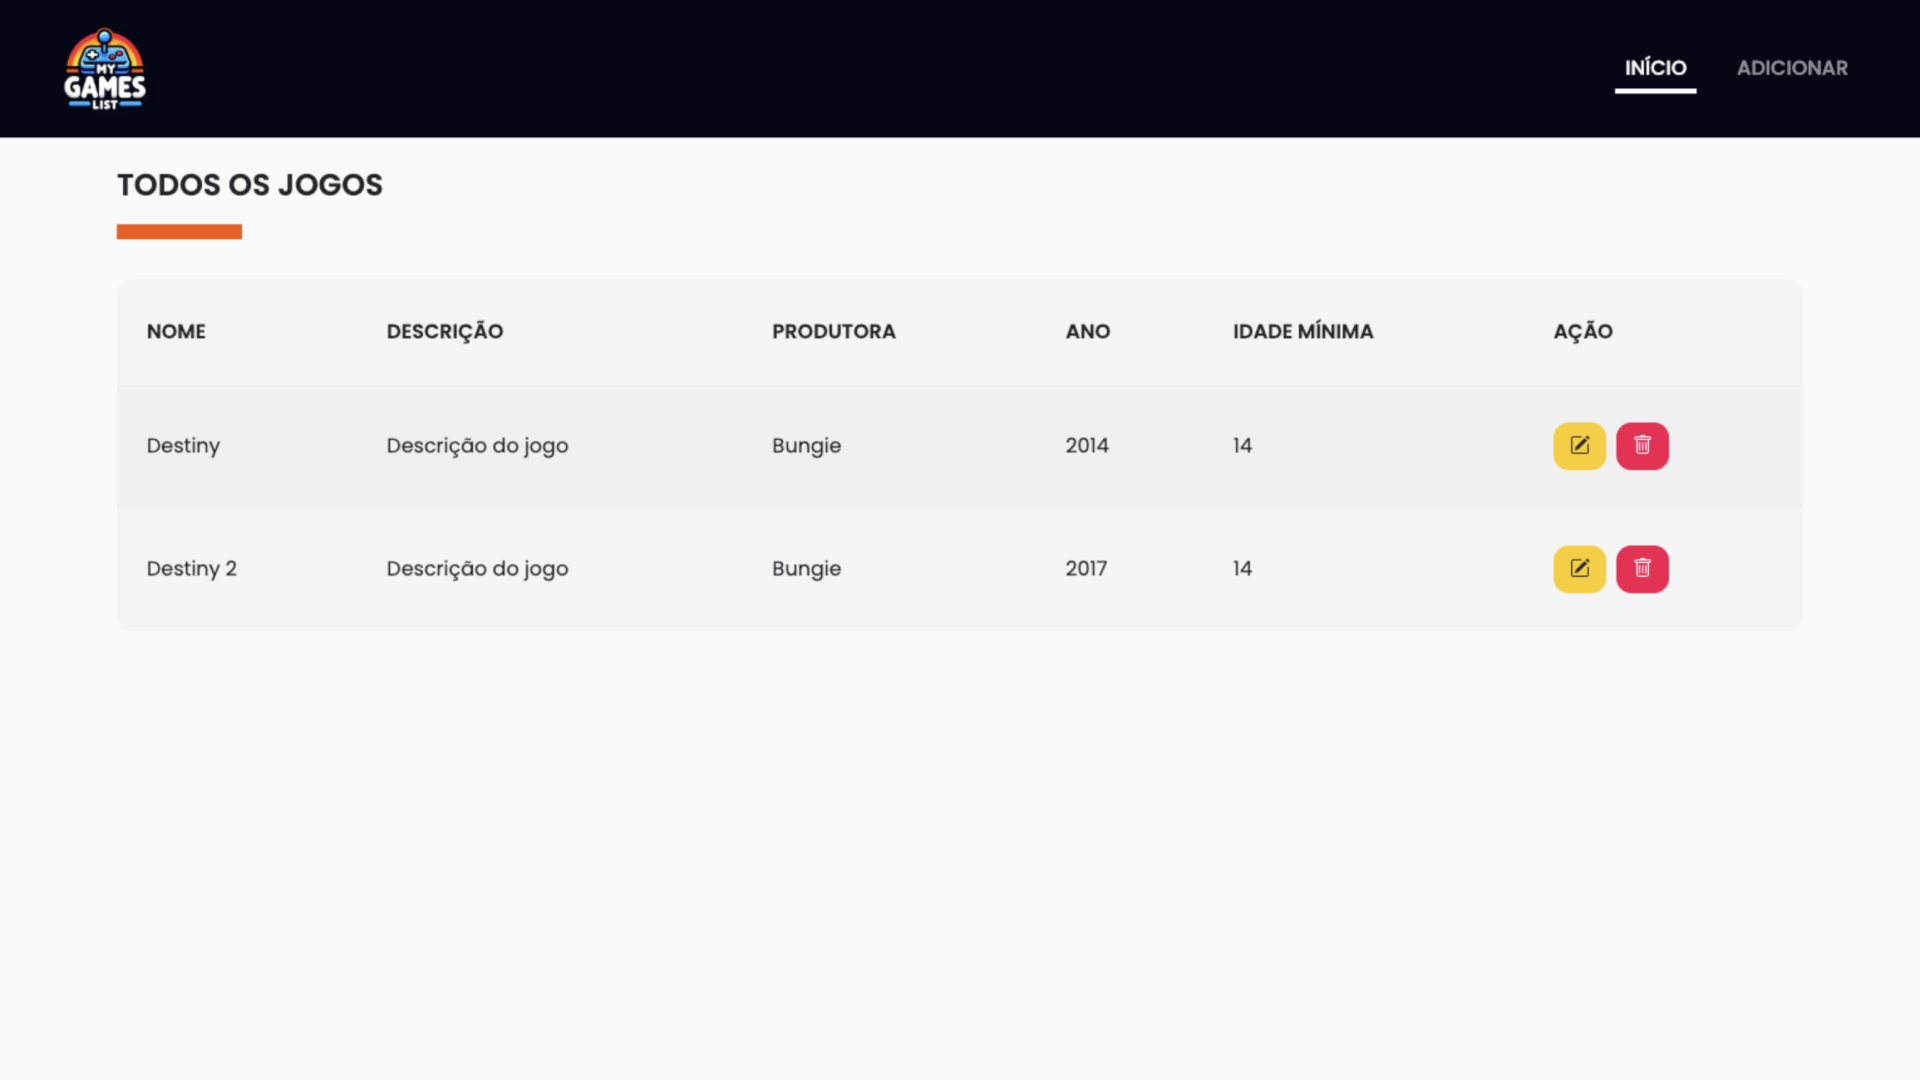 MY
GAMES
LIST
INÍCIO ADICIONAR
TODOS OS JOGOS
NOME DESCRIÇÃO PRODUTORA ANO IDADE MÍNIMA AÇÃO
Destiny Descrição do jogo Bungie 2014 14
Destiny 2 Descrição do jogo Bungie 2017 14